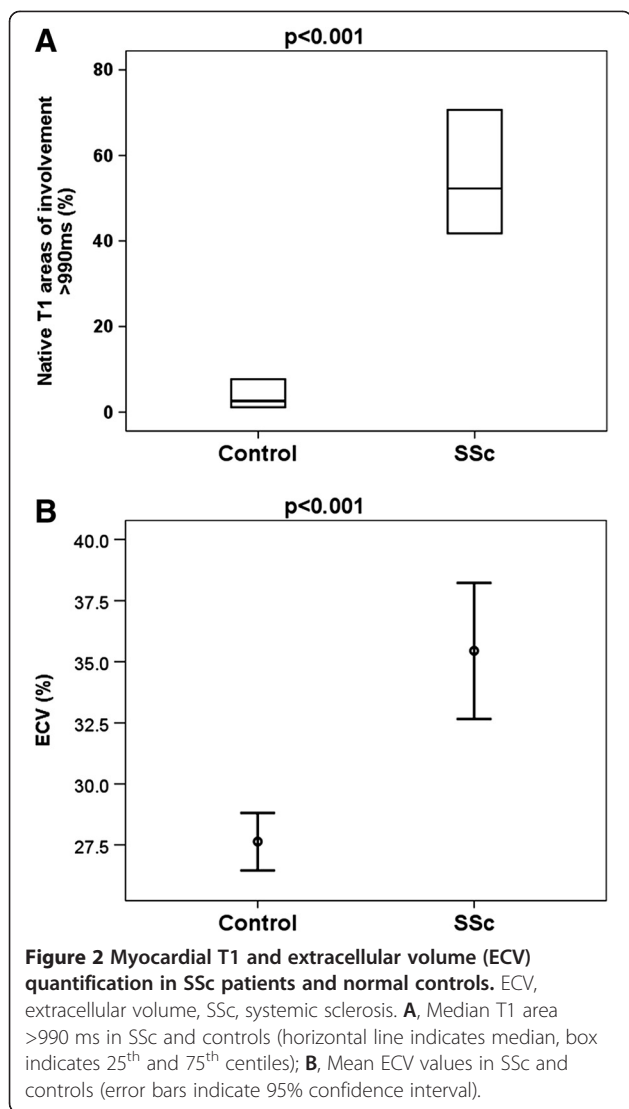 A
p<0.001
Native T1 areas of involvement
>990ms (%)
80
60
40
20
0
Control
SSc
B
p<0.001
ECV (%)
40.0
37.5
35.0
32.5
30.0
27.5
Control
SSc
Figure 2 Myocardial T1 and extracellular volume (ECV)
quantification in SSc patients and normal controls. ECV,
extracellular volume, SSc, systemic sclerosis. A, Median T1 area
>990 ms in SSc and controls (horizontal line indicates median, box
indicates 25th and 75th centiles); B, Mean ECV values in SSc and
controls (error bars indicate 95% confidence interval).